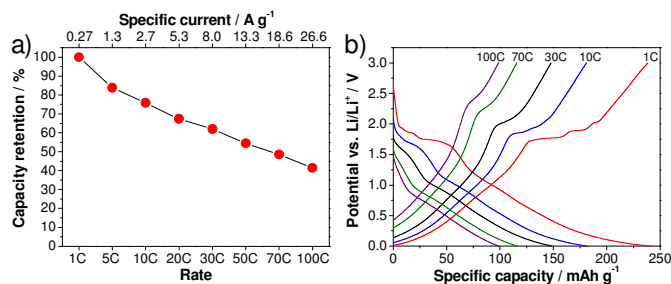 a)
Specific current / A g⁻¹
0.27 1.3 2.7 5.3 8.0 13.3 18.6 26.6
Capacity retention / %
100
90
80
70
60
50
40
30
20
10
0
1C 5C 10C 20C 30C 50C 70C 100C
Rate
b)
100C 70C 30C 10C 1C
Potential vs. Li/Li⁺ / V
3.0
2.5
2.0
1.5
1.0
0.5
0.0
0 50 100 150 200 250
Specific capacity / mAh g⁻¹